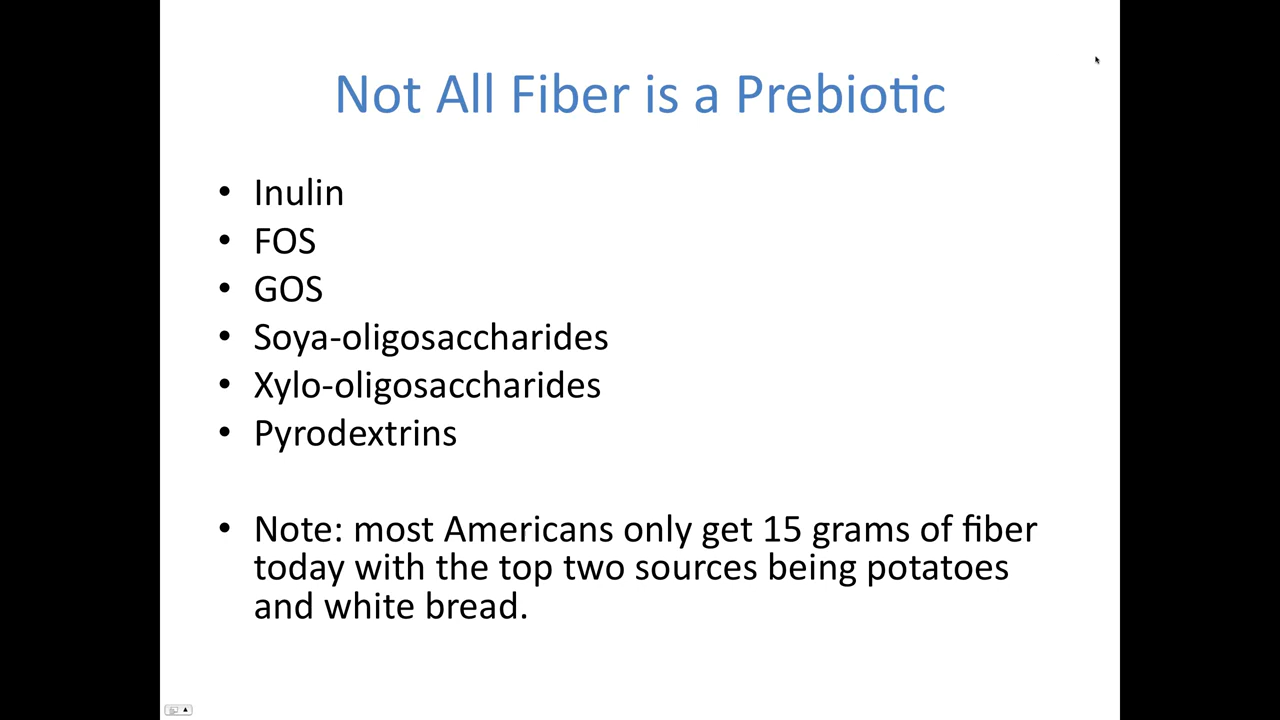 Not All Fiber is a Prebiotic
• Inulin
• FOS
• GOS
• Soya-oligosaccharides
• Xylo-oligosaccharides
• Pyrodextrins
• Note: most Americans only get 15 grams of fiber
today with the top two sources being potatoes
and white bread.